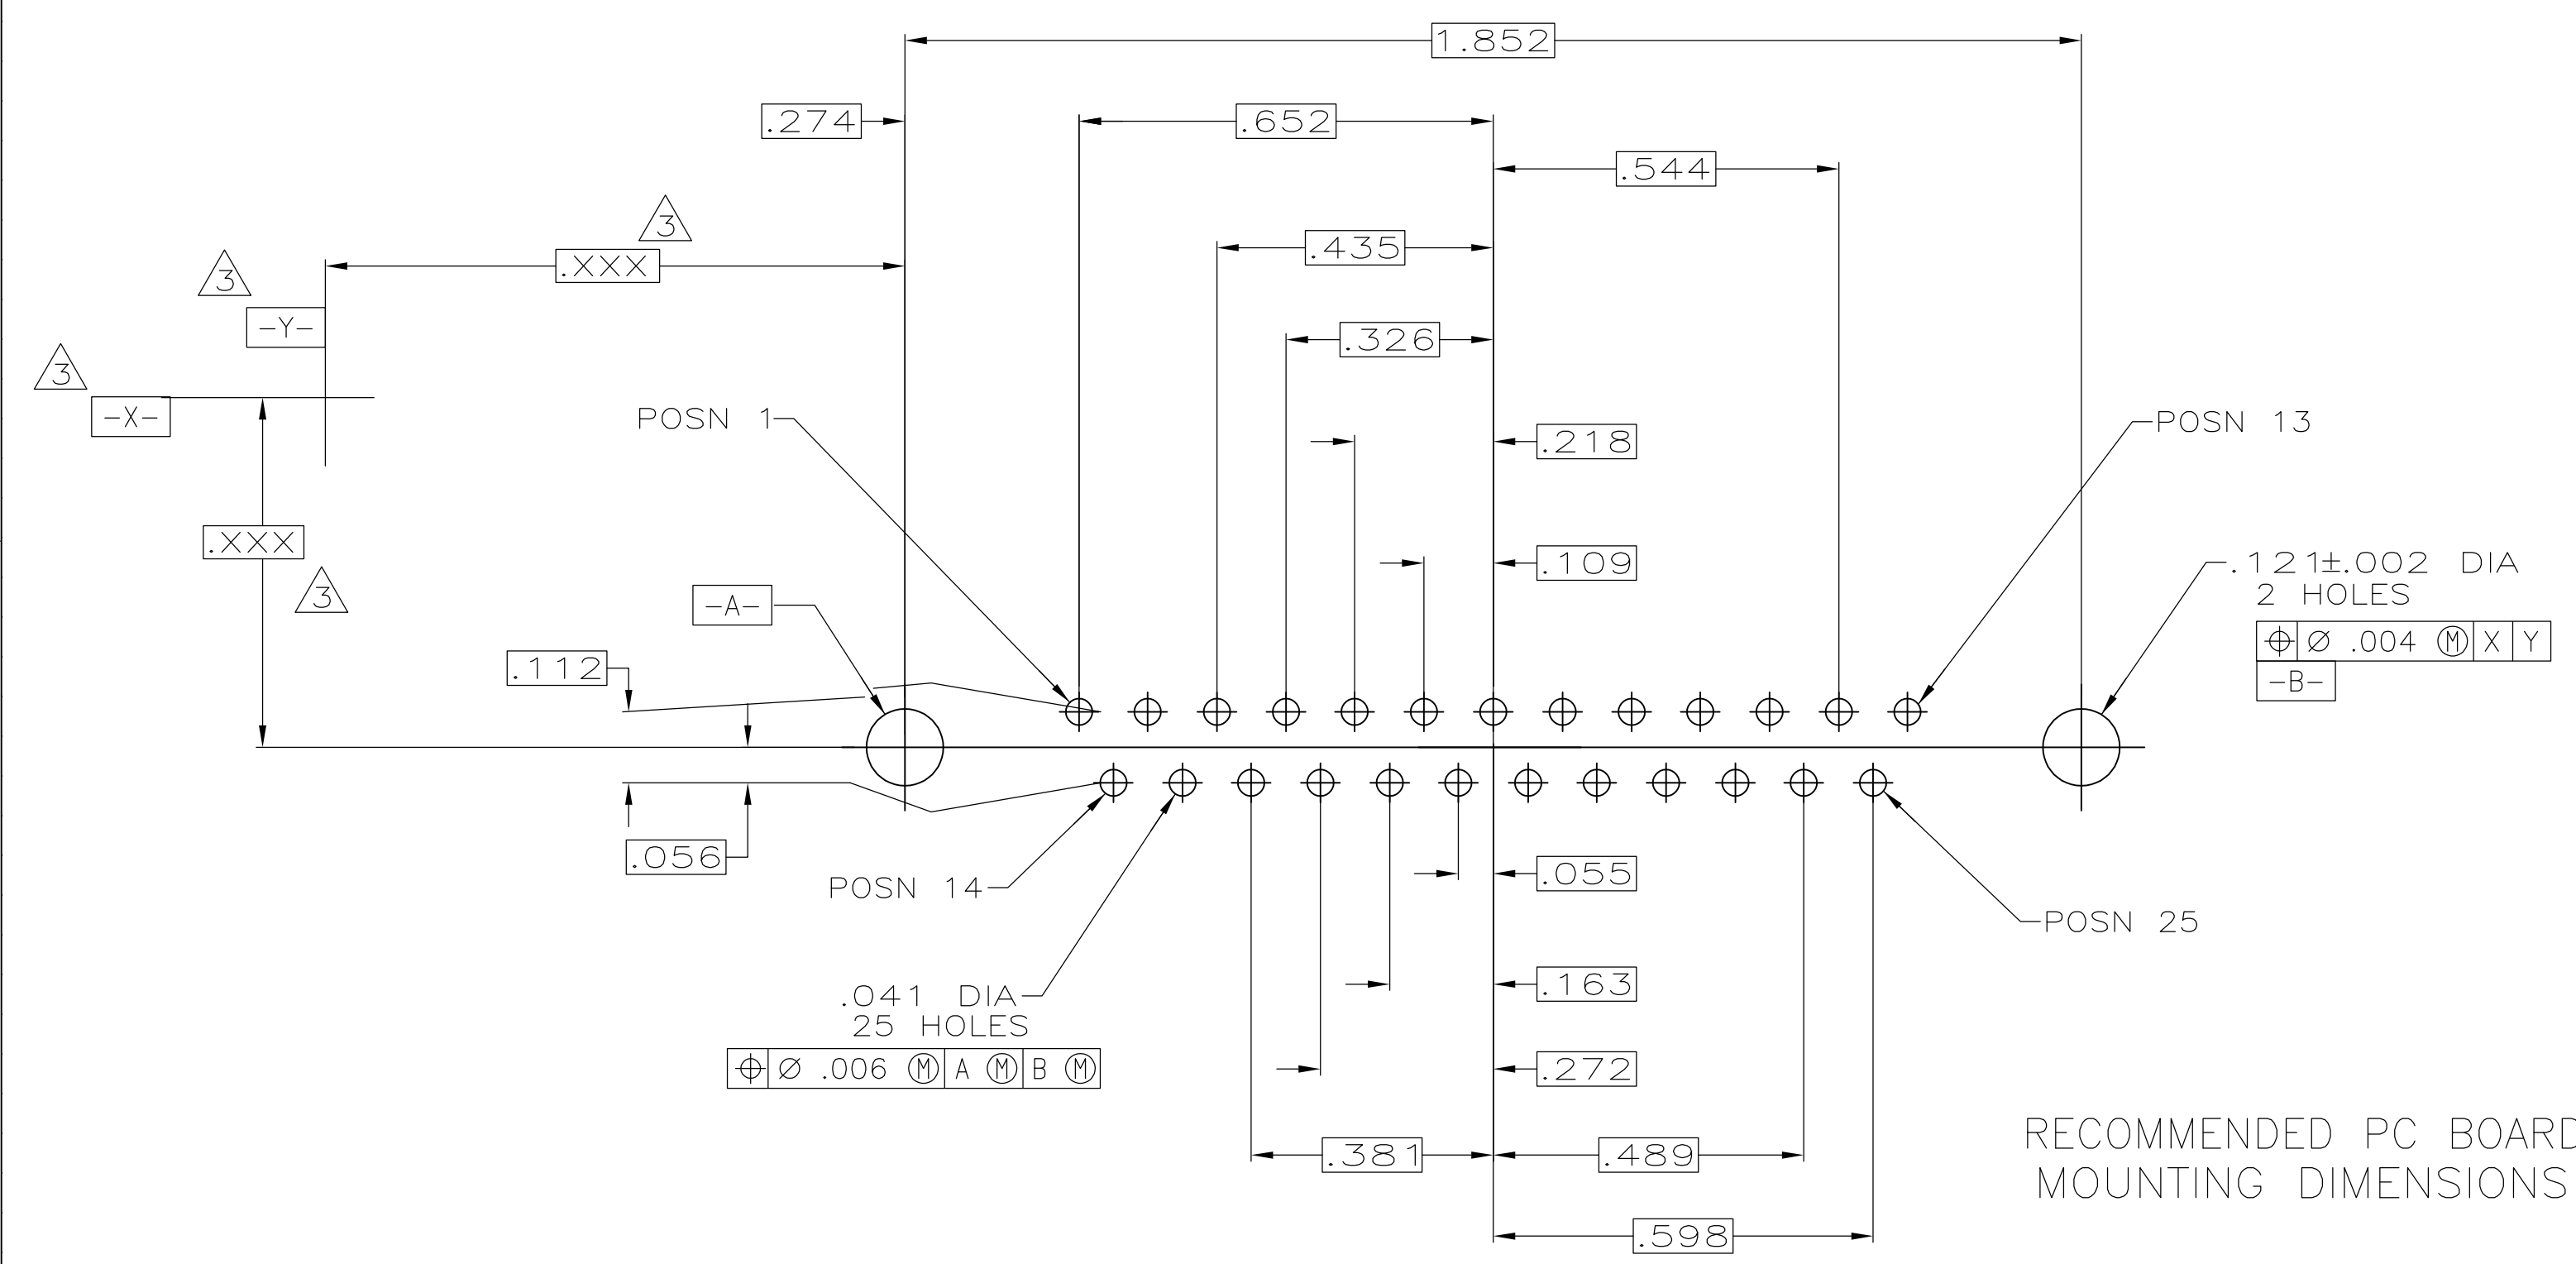 1.852
.274
.652
.544
3
.435
.XXX
3
-Y-
.326
3
-X-
POSN 1
POSN 13
.218
.XXX
.109
.121±.002 DIA
2 HOLES
3
-A-
⌖ ⌀ .004 Ⓜ X Y
.112
-B-
.056
.055
POSN 14
POSN 25
.041 DIA
25 HOLES
.163
⌖ ⌀ .006 Ⓜ A Ⓜ B Ⓜ
.272
.381
.489
RECOMMENDED PC BOARD
MOUNTING DIMENSIONS
.598